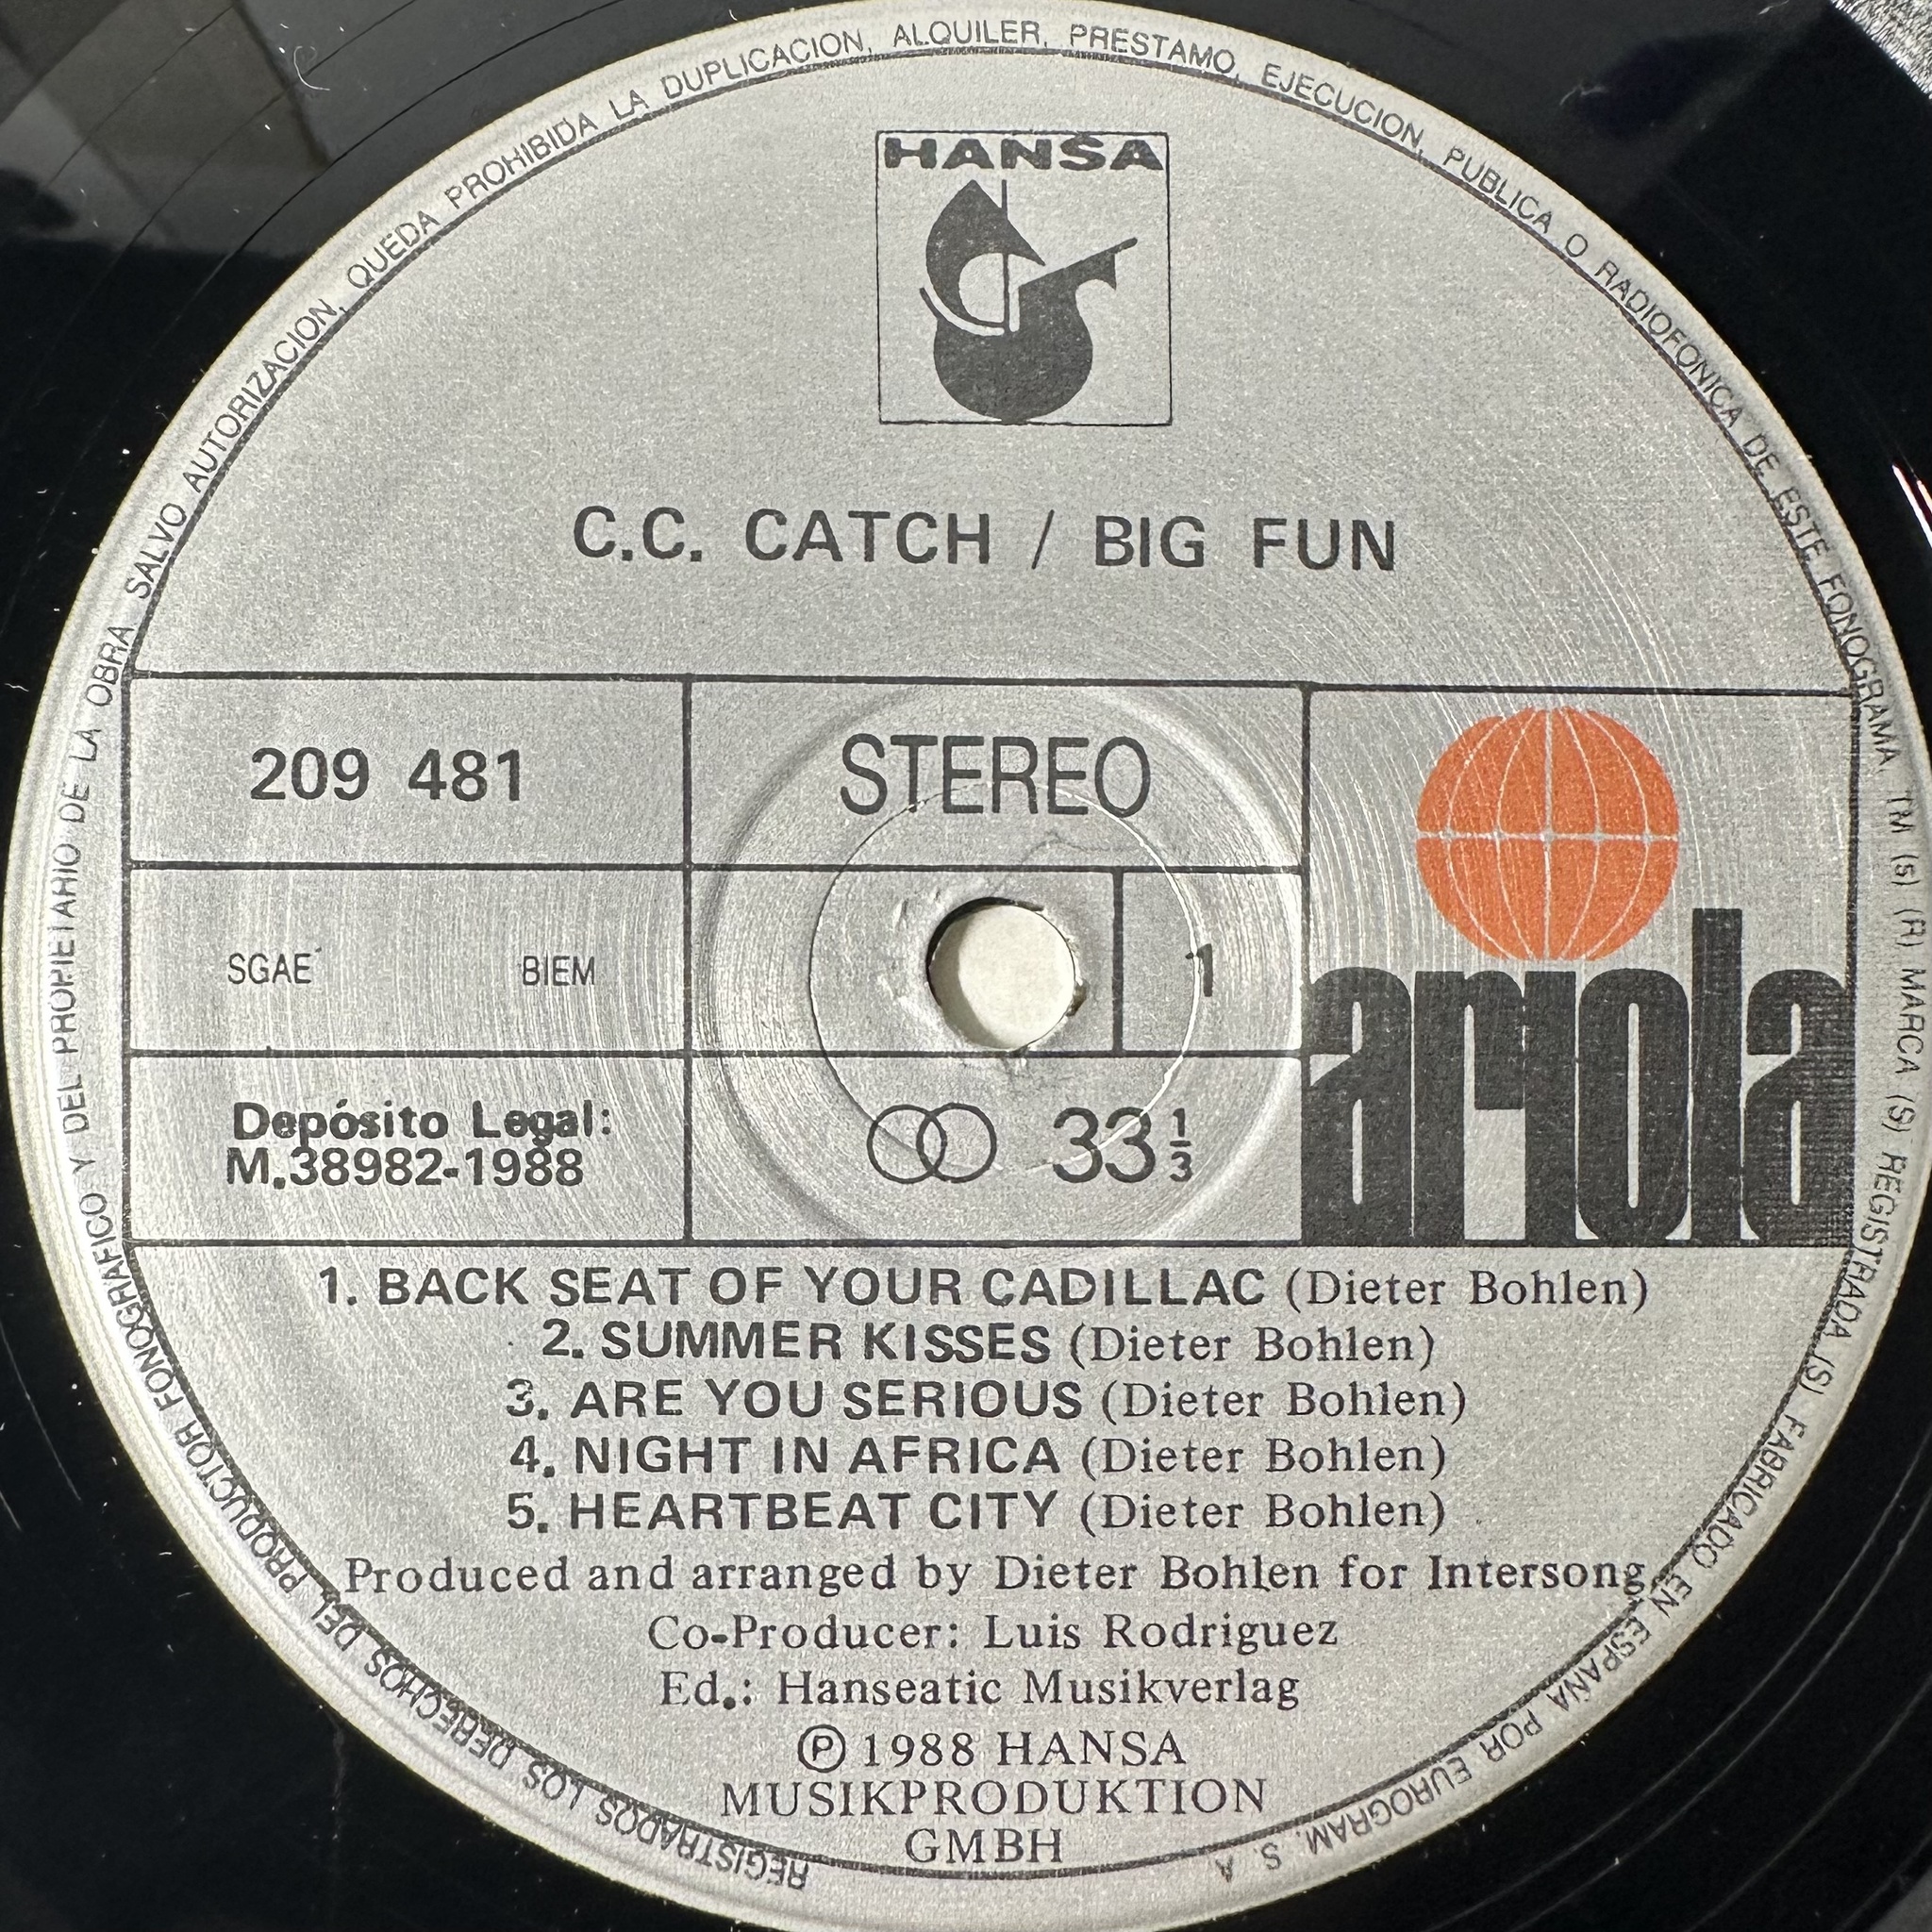 HANSA
C.C. CATCH / BIG FUN
209 481
STEREO
SGAE
BIEM
1
Depósito Legal:
M.38982-1988
33 1/3
ariola
1. BACK SEAT OF YOUR CADILLAC (Dieter Bohlen)
2. SUMMER KISSES (Dieter Bohlen)
3. ARE YOU SERIOUS (Dieter Bohlen)
4. NIGHT IN AFRICA (Dieter Bohlen)
5. HEARTBEAT CITY (Dieter Bohlen)
Produced and arranged by Dieter Bohlen for Intersong.
Co-Producer: Luis Rodriguez
Ed.: Hanseatic Musikverlag
Ⓟ 1988 HANSA
MUSIKPRODUKTION
GMBH
REGISTRADOS LOS DERECHOS DEL PRODUCTOR FONOGRAFICO Y DEL PROPIETARIO DE LA OBRA SALVO AUTORIZACION, QUEDA PROHIBIDA LA DUPLICACION, ALQUILER, PRESTAMO, EJECUCION, PUBLICA O RADIOFONICA DE ESTE FONOGRAMA. TM (s) (R) MARCA (S) REGISTRADA (S). FABRICADO EN ESPAÑA POR EUROGRAM, S. A